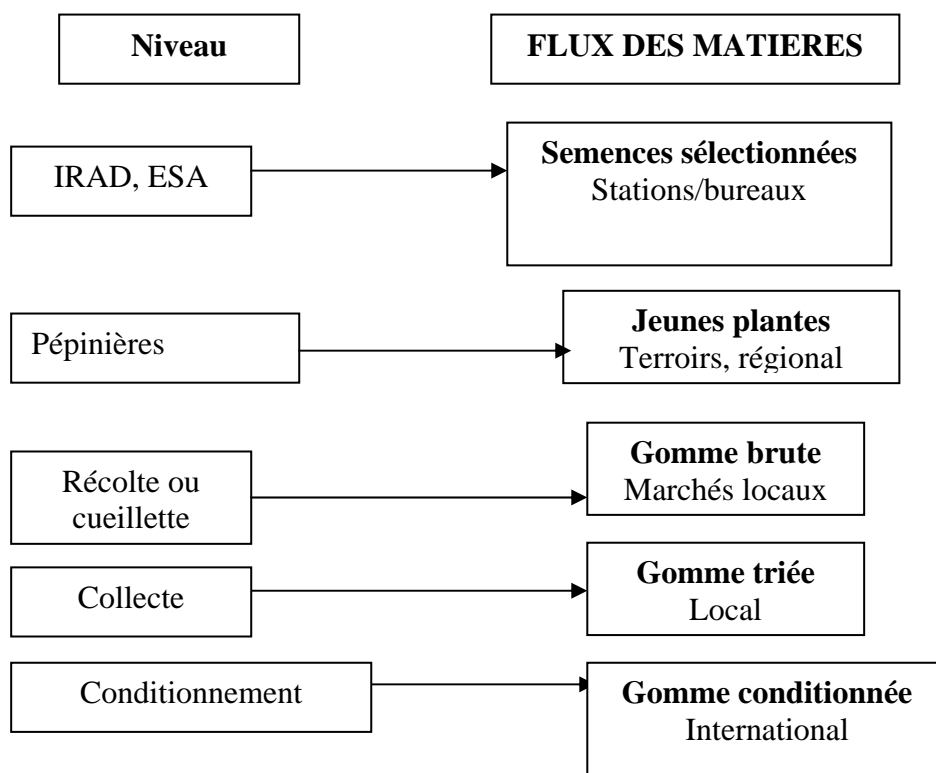 Niveau
FLUX DES MATIERES
IRAD, ESA
Semences sélectionnées
Stations/bureaux
Pépinières
Jeunes plantes
Terroirs, régional
Récolte ou
cueillette
Gomme brute
Marchés locaux
Collecte
Gomme triée
Local
Conditionnement
Gomme conditionnée
International